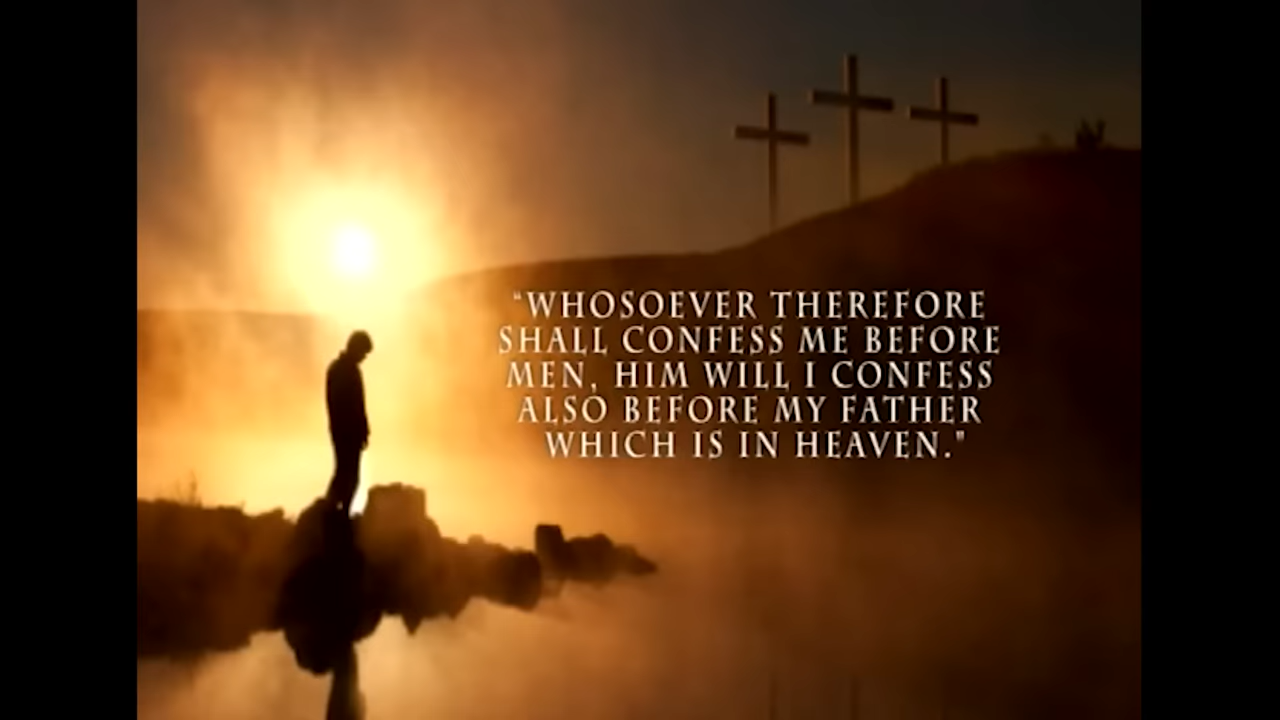 "WHOSOEVER THEREFORE
SHALL CONFESS ME BEFORE
MEN, HIM WILL I CONFESS
ALSO BEFORE MY FATHER
WHICH IS IN HEAVEN."